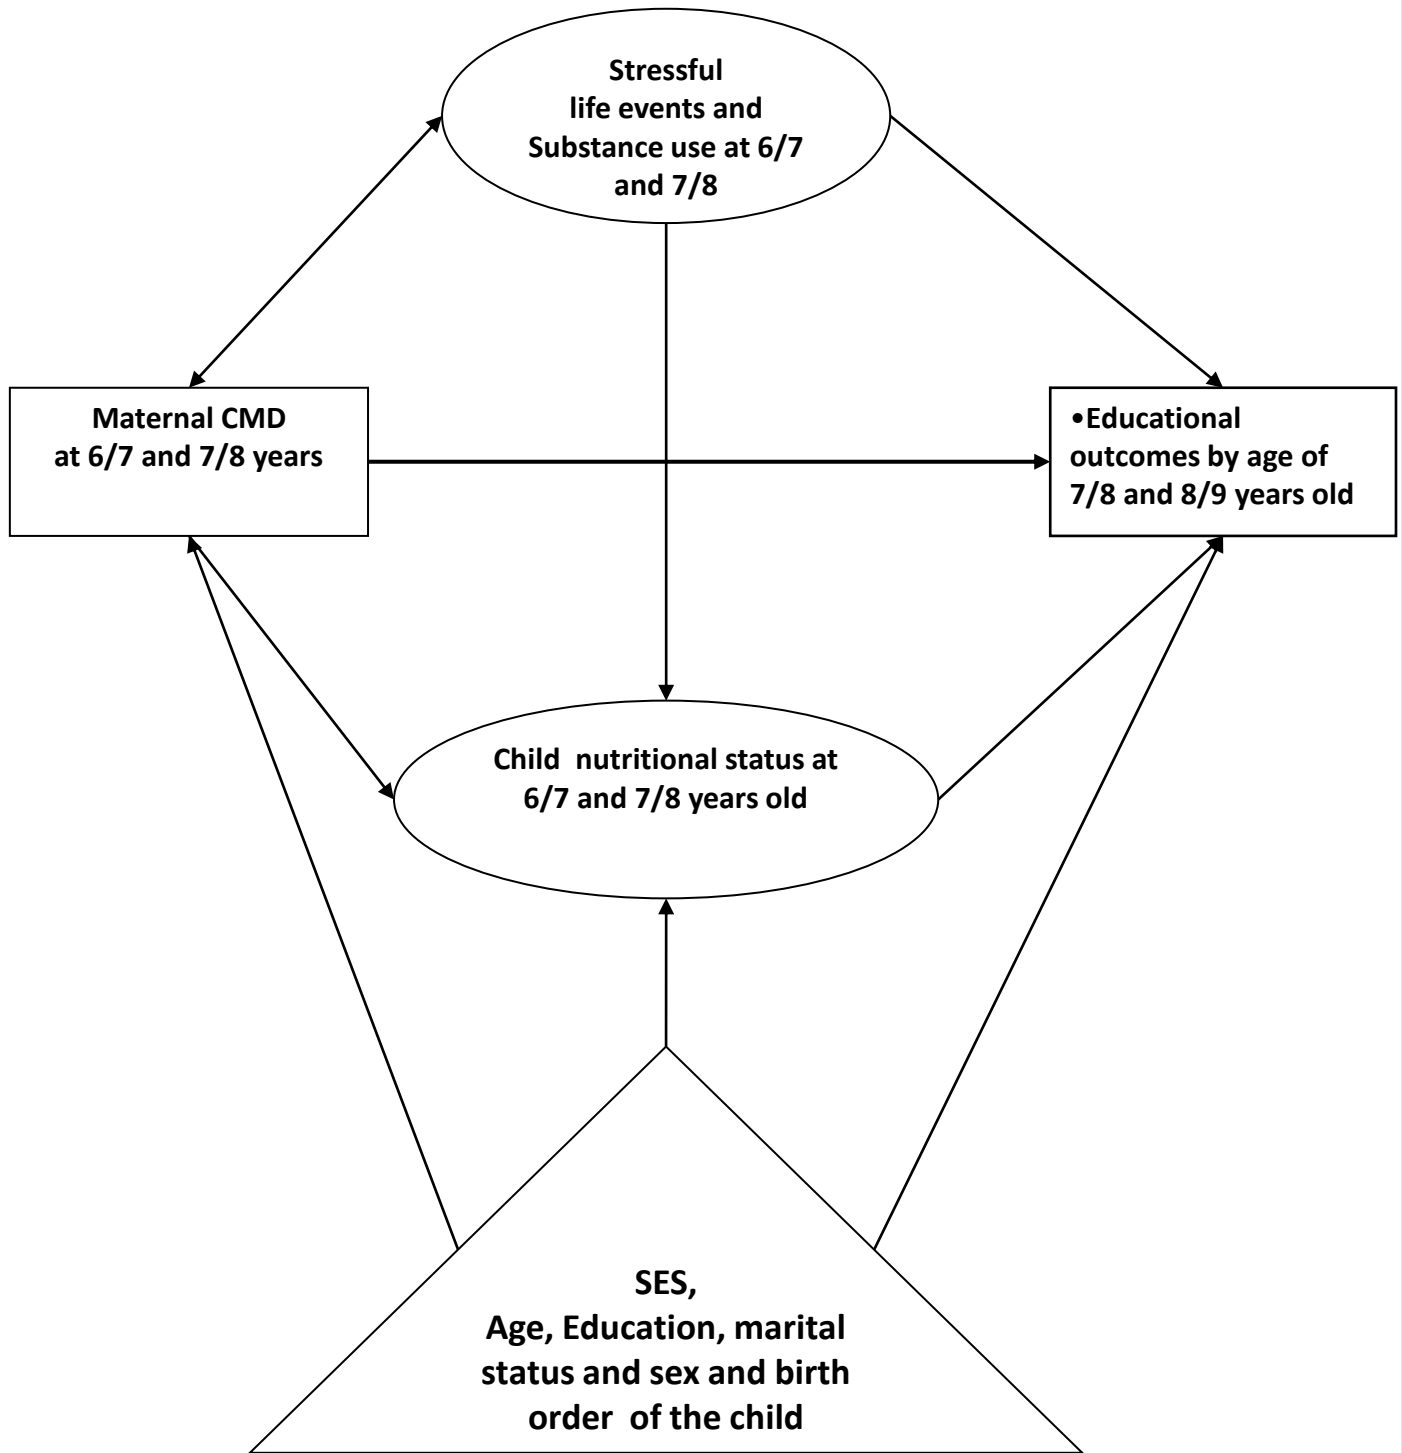 Stressful
life events and
Substance use at 6/7
and 7/8
Maternal CMD
at 6/7 and 7/8 years
•Educational
outcomes by age of
7/8 and 8/9 years old
Child  nutritional status at
6/7 and 7/8 years old
SES,
Age, Education, marital
status and sex and birth
order  of the child